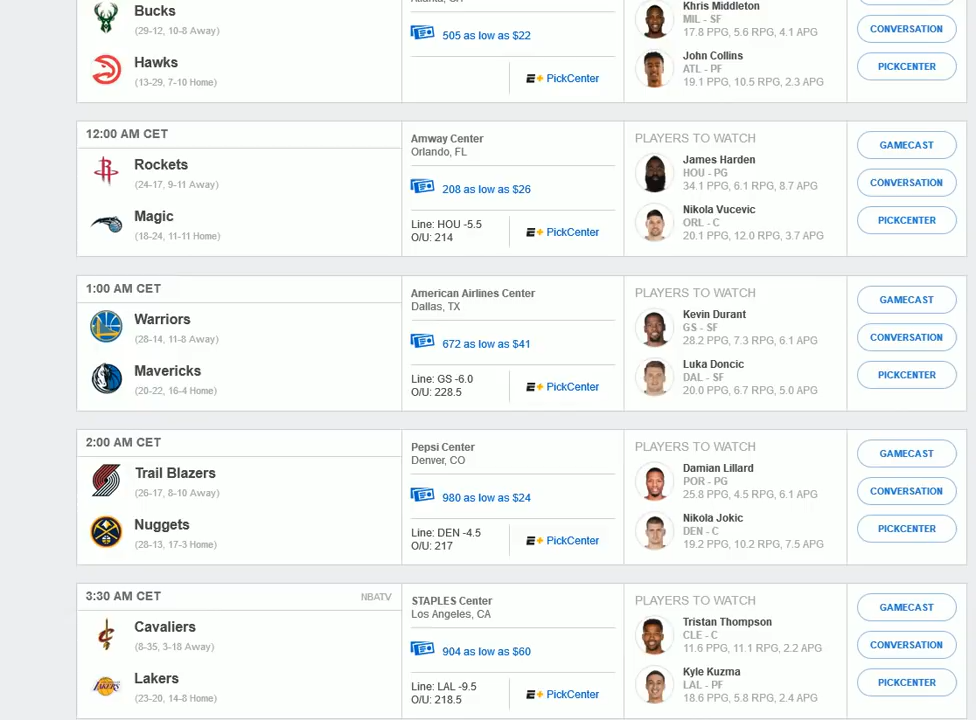 Bucks
(29-12, 10-8 Away)
Hawks
(13-29, 7-10 Home)
505 as low as $22
E+ PickCenter
Khris Middleton
MIL - SF
17.8 PPG, 5.6 RPG, 4.1 APG
John Collins
ATL - PF
19.1 PPG, 10.5 RPG, 2.3 APG
CONVERSATION
PICKCENTER
12:00 AM CET
Rockets
(24-17, 9-11 Away)
Magic
(18-24, 11-11 Home)
Amway Center
Orlando, FL
208 as low as $26
Line: HOU -5.5
O/U: 214
E+ PickCenter
PLAYERS TO WATCH
James Harden
HOU - PG
34.1 PPG, 6.1 RPG, 8.7 APG
Nikola Vucevic
ORL - C
20.1 PPG, 12.0 RPG, 3.7 APG
GAMECAST
CONVERSATION
PICKCENTER
1:00 AM CET
Warriors
(28-14, 11-8 Away)
Mavericks
(20-22, 16-4 Home)
American Airlines Center
Dallas, TX
672 as low as $41
Line: GS -6.0
O/U: 228.5
E+ PickCenter
PLAYERS TO WATCH
Kevin Durant
GS - SF
28.2 PPG, 7.3 RPG, 6.1 APG
Luka Doncic
DAL - SF
20.0 PPG, 6.7 RPG, 5.0 APG
GAMECAST
CONVERSATION
PICKCENTER
2:00 AM CET
Trail Blazers
(26-17, 8-10 Away)
Nuggets
(28-13, 17-3 Home)
Pepsi Center
Denver, CO
980 as low as $24
Line: DEN -4.5
O/U: 217
E+ PickCenter
PLAYERS TO WATCH
Damian Lillard
POR - PG
25.8 PPG, 4.5 RPG, 6.1 APG
Nikola Jokic
DEN - C
19.2 PPG, 10.2 RPG, 7.5 APG
GAMECAST
CONVERSATION
PICKCENTER
3:30 AM CET NBATV
Cavaliers
(8-35, 3-18 Away)
LAKERS
Lakers
(23-20, 14-8 Home)
STAPLES Center
Los Angeles, CA
904 as low as $60
Line: LAL -9.5
O/U: 218.5
E+ PickCenter
PLAYERS TO WATCH
Tristan Thompson
CLE - C
11.6 PPG, 11.1 RPG, 2.2 APG
Kyle Kuzma
LAL - PF
18.6 PPG, 5.8 RPG, 2.4 APG
GAMECAST
CONVERSATION
PICKCENTER